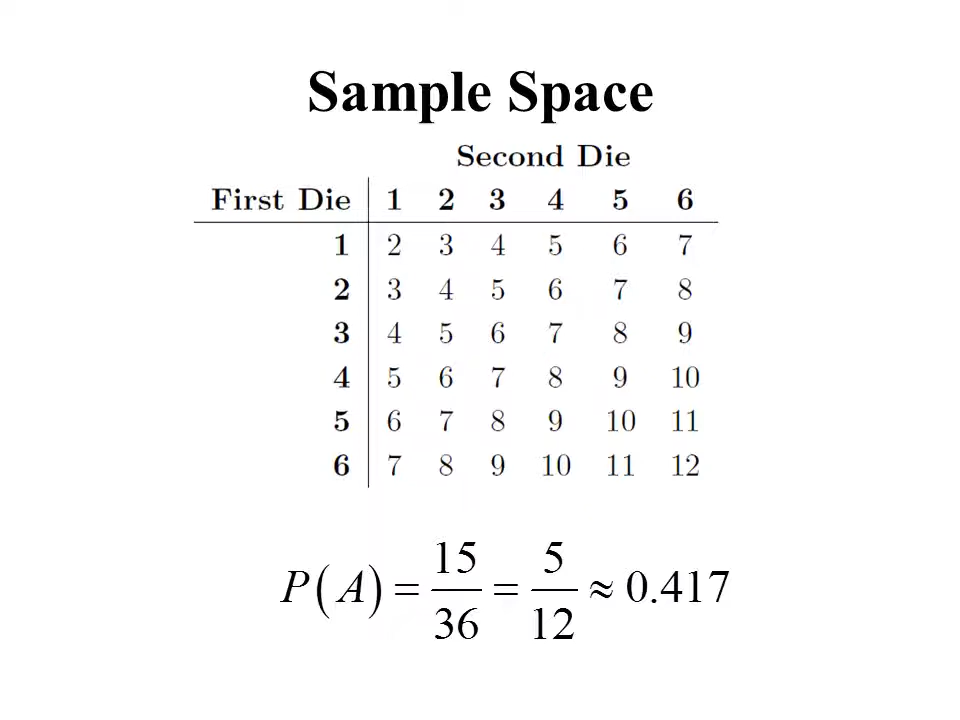 Sample Space
Second Die
First Die 1 2 3 4 5 6
1 2 3 4 5 6 7
2 3 4 5 6 7 8
3 4 5 6 7 8 9
4 5 6 7 8 9 10
5 6 7 8 9 10 11
6 7 8 9 10 11 12
P(A) = 15/36 = 5/12 ≈ 0.417